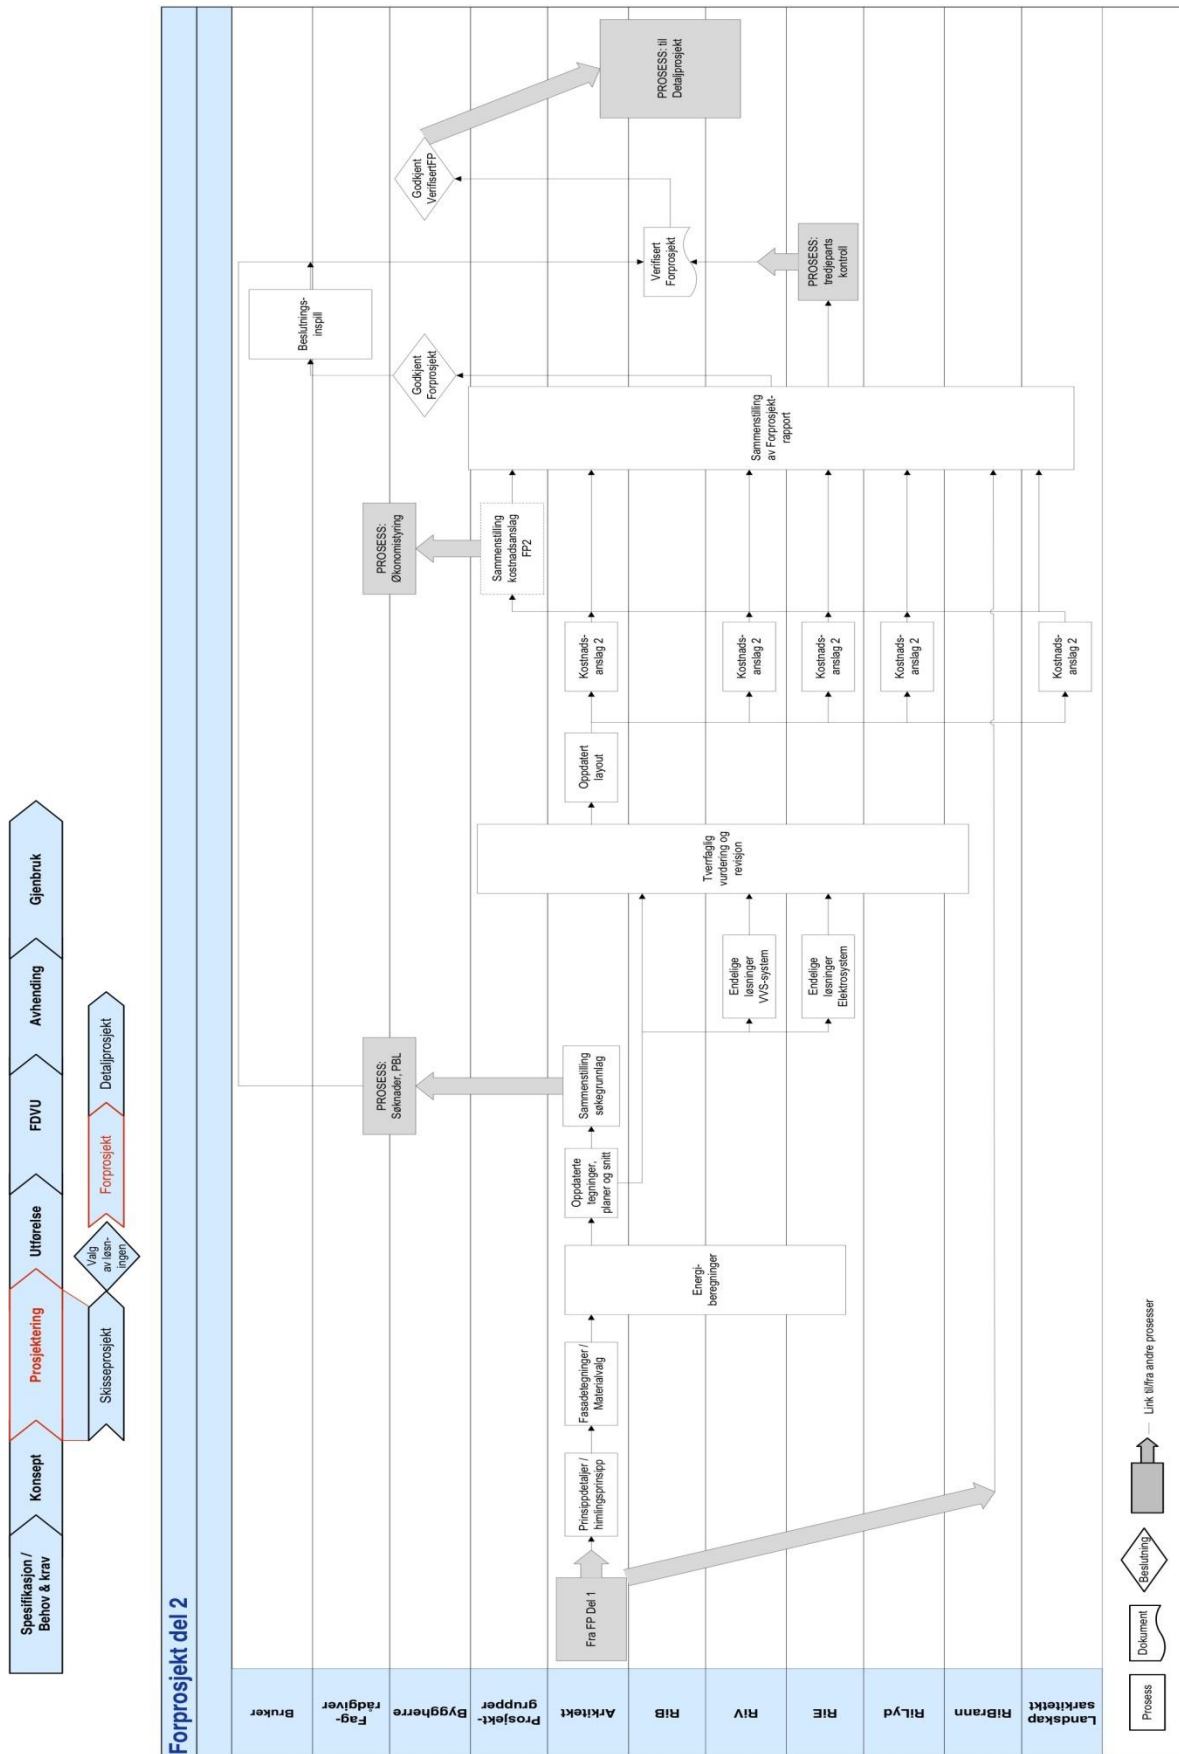 Spesifikasjon /
Behov & krav
Konsept
Prosjektering
Utførelse
FDVU
Avhending
Gjenbruk
Skisseprosjekt
Valg
av løsn-
ingen
Forprosjekt
Detaljprosjekt
Forprosjekt del 2
Bruker
Fag-
rådgiver
Byggherre
Prosjekt-
grupper
Arkitekt
RiB
RiV
RiE
RiLyd
RiBrann
Landskap
sarkitetkt
Fra FP Del 1
Prinsippdetaljer /
himlingsprinsipp
Fasadetegninger /
Materialvalg
Energi-
beregninger
Oppdaterte
tegninger,
planer og snitt
Sammenstilling
søkegrunnlag
PROSESS:
Søknader, PBL
Endelige
løsninger
VVS-system
Endelige
løsninger
Elektrosystem
Tverrfaglig
vurdering og
revisjon
Oppdatert
layout
Kostnads-
anslag 2
Kostnads-
anslag 2
Kostnads-
anslag 2
Kostnads-
anslag 2
Kostnads-
anslag 2
PROSESS:
Økonomistyring
Sammenstilling
kostnadsanslag
FP2
Sammenstilling
av Forprosjekt-
rapport
Godkjent
Forprosjekt
Beslutnings-
inspill
PROSESS:
tredjeparts
kontroll
Verifisert
Forprosjekt
Godkjent
VerifisertFP
PROSESS: til
Detaljprosjekt
Prosess
Dokument
Beslutning
Link til/fra andre prosesser